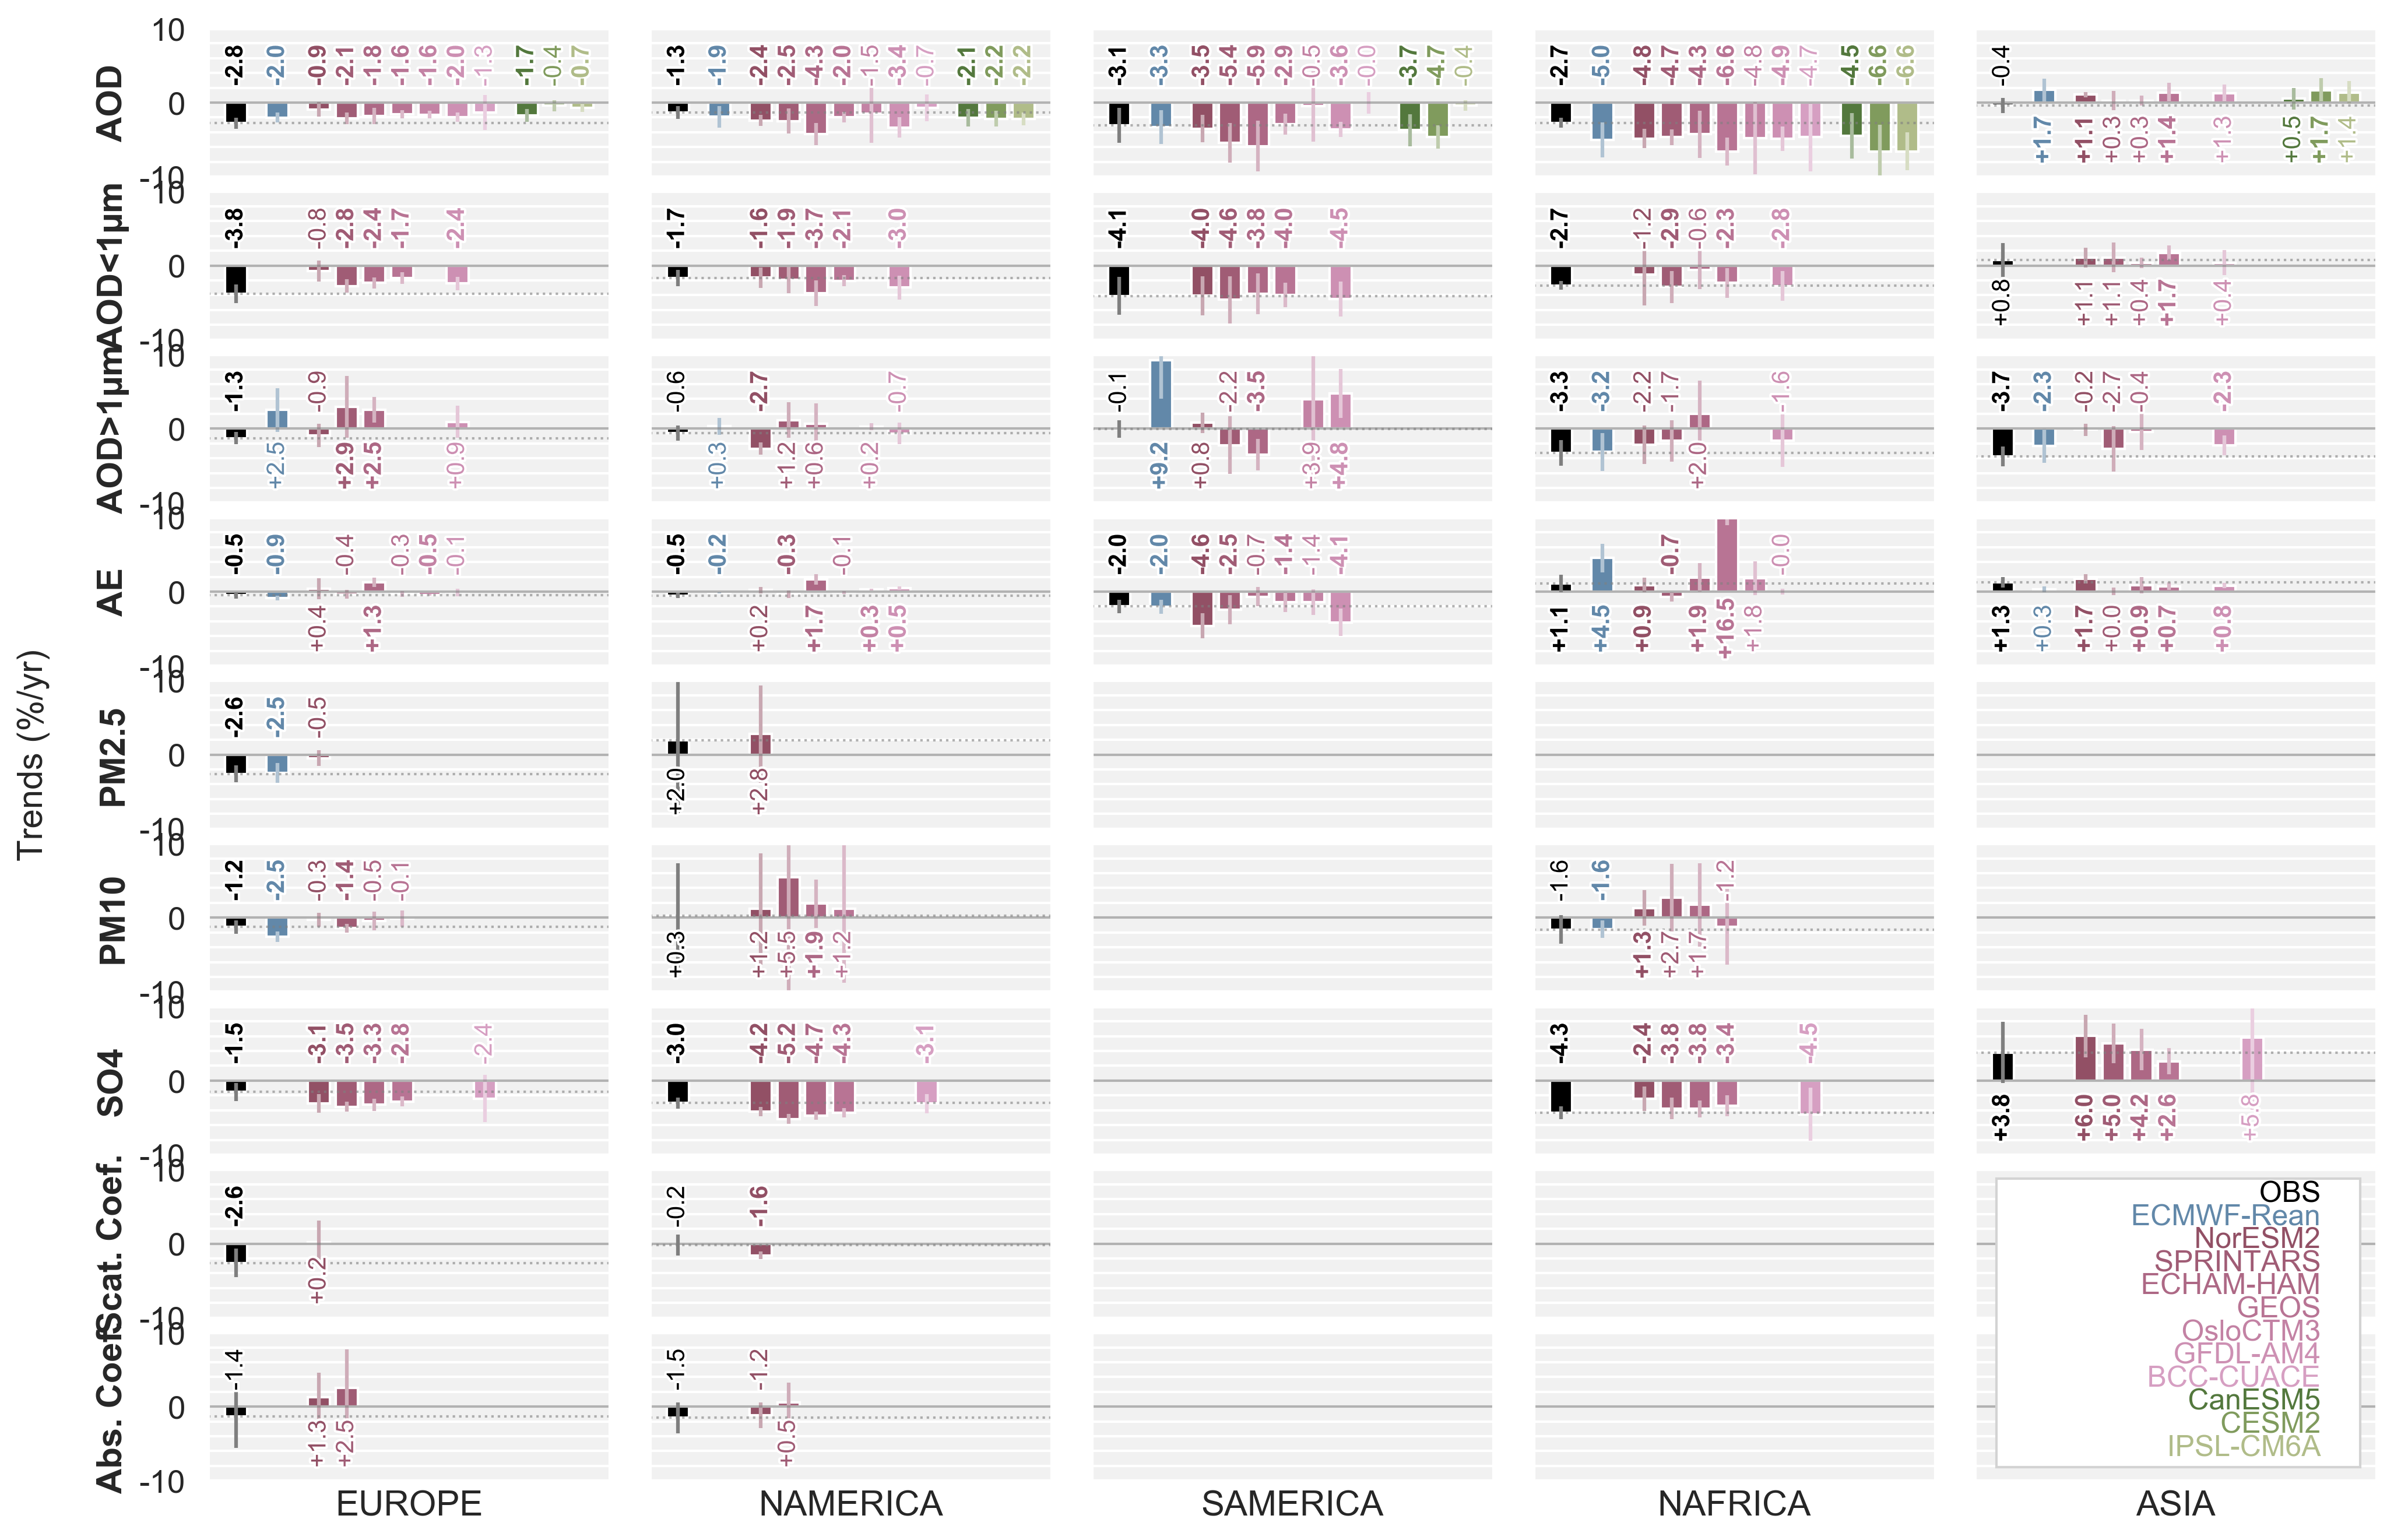 Trends (%/yr)
AOD
10
0
-10
-2.8 -2.0 -0.9 -2.1 -1.8 -1.6 -1.6 -2.0 -1.3 -1.7 -0.4 -0.7
-1.3 -1.9 -2.4 -2.5 -4.3 -2.0 -1.5 -3.4 -0.7 -2.1 -2.2 -2.2
-3.1 -3.3 -3.5 -5.4 -5.9 -2.9 -0.5 -3.6 -0.0 -3.7 -4.7 -0.4
-2.7 -5.0 -4.8 -4.7 -4.3 -6.6 -4.8 -4.9 -4.7 -4.5 -6.6 -6.6
-0.4 +1.7 +1.1 +0.3 +0.3 +1.4 +1.3 +0.5 +1.7 +1.4
AOD<1μm
10
0
-10
-3.8 -0.8 -2.8 -2.4 -1.7 -2.4
-1.7 -1.6 -1.9 -3.7 -2.1 -3.0
-4.1 -4.0 -4.6 -3.8 -4.0 -4.5
-2.7 -1.2 -2.9 -0.6 -2.3 -2.8
+0.8 +1.1 +1.1 +0.4 +1.7 +0.4
AOD>1μm
10
0
-10
-1.3 +2.5 -0.9 +2.9 +2.5 +0.9
-0.6 +0.3 -2.7 +1.2 +0.6 +0.2 -0.7
-0.1 +9.2 +0.8 -2.2 -3.5 +3.9 +4.8
-3.3 -3.2 -2.2 -1.7 +2.0 -1.6
-3.7 -2.3 -0.2 -2.7 -0.4 -2.3
AE
10
0
-10
-0.5 -0.9 +0.4 -0.4 +1.3 -0.3 -0.5 -0.1
-0.5 -0.2 +0.2 -0.3 +1.7 -0.1 +0.3 +0.5
-2.0 -2.0 -4.6 -2.5 -0.7 -1.4 -1.4 -4.1
+1.1 +4.5 +0.9 -0.7 +1.9 +16.5 +1.8 -0.0
+1.3 +0.3 +1.7 +0.0 +0.9 +0.7 +0.8
PM2.5
10
0
-10
-2.6 -2.5 -0.5
+2.0 +2.8
PM10
10
0
-10
-1.2 -2.5 -0.3 -1.4 -0.5 -0.1
+0.3 +1.2 +5.5 +1.9 +1.2
-1.6 -1.6 +1.3 +2.7 +1.7 -1.2
SO4
10
0
-10
-1.5 -3.1 -3.5 -3.3 -2.8 -2.4
-3.0 -4.2 -5.2 -4.7 -4.3 -3.1
-4.3 -2.4 -3.8 -3.8 -3.4 -4.5
+3.8 +6.0 +5.0 +4.2 +2.6 +5.8
Scat. Coef.
10
0
-10
-2.6 +0.2
-0.2 -1.6
Abs. Coef.
10
0
-10
-1.4 +1.3 +2.5
-1.5 -1.2 +0.5
OBS
ECMWF-Rean
NorESM2
SPRINTARS
ECHAM-HAM
GEOS
OsloCTM3
GFDL-AM4
BCC-CUACE
CanESM5
CESM2
IPSL-CM6A
EUROPE
NAMERICA
SAMERICA
NAFRICA
ASIA